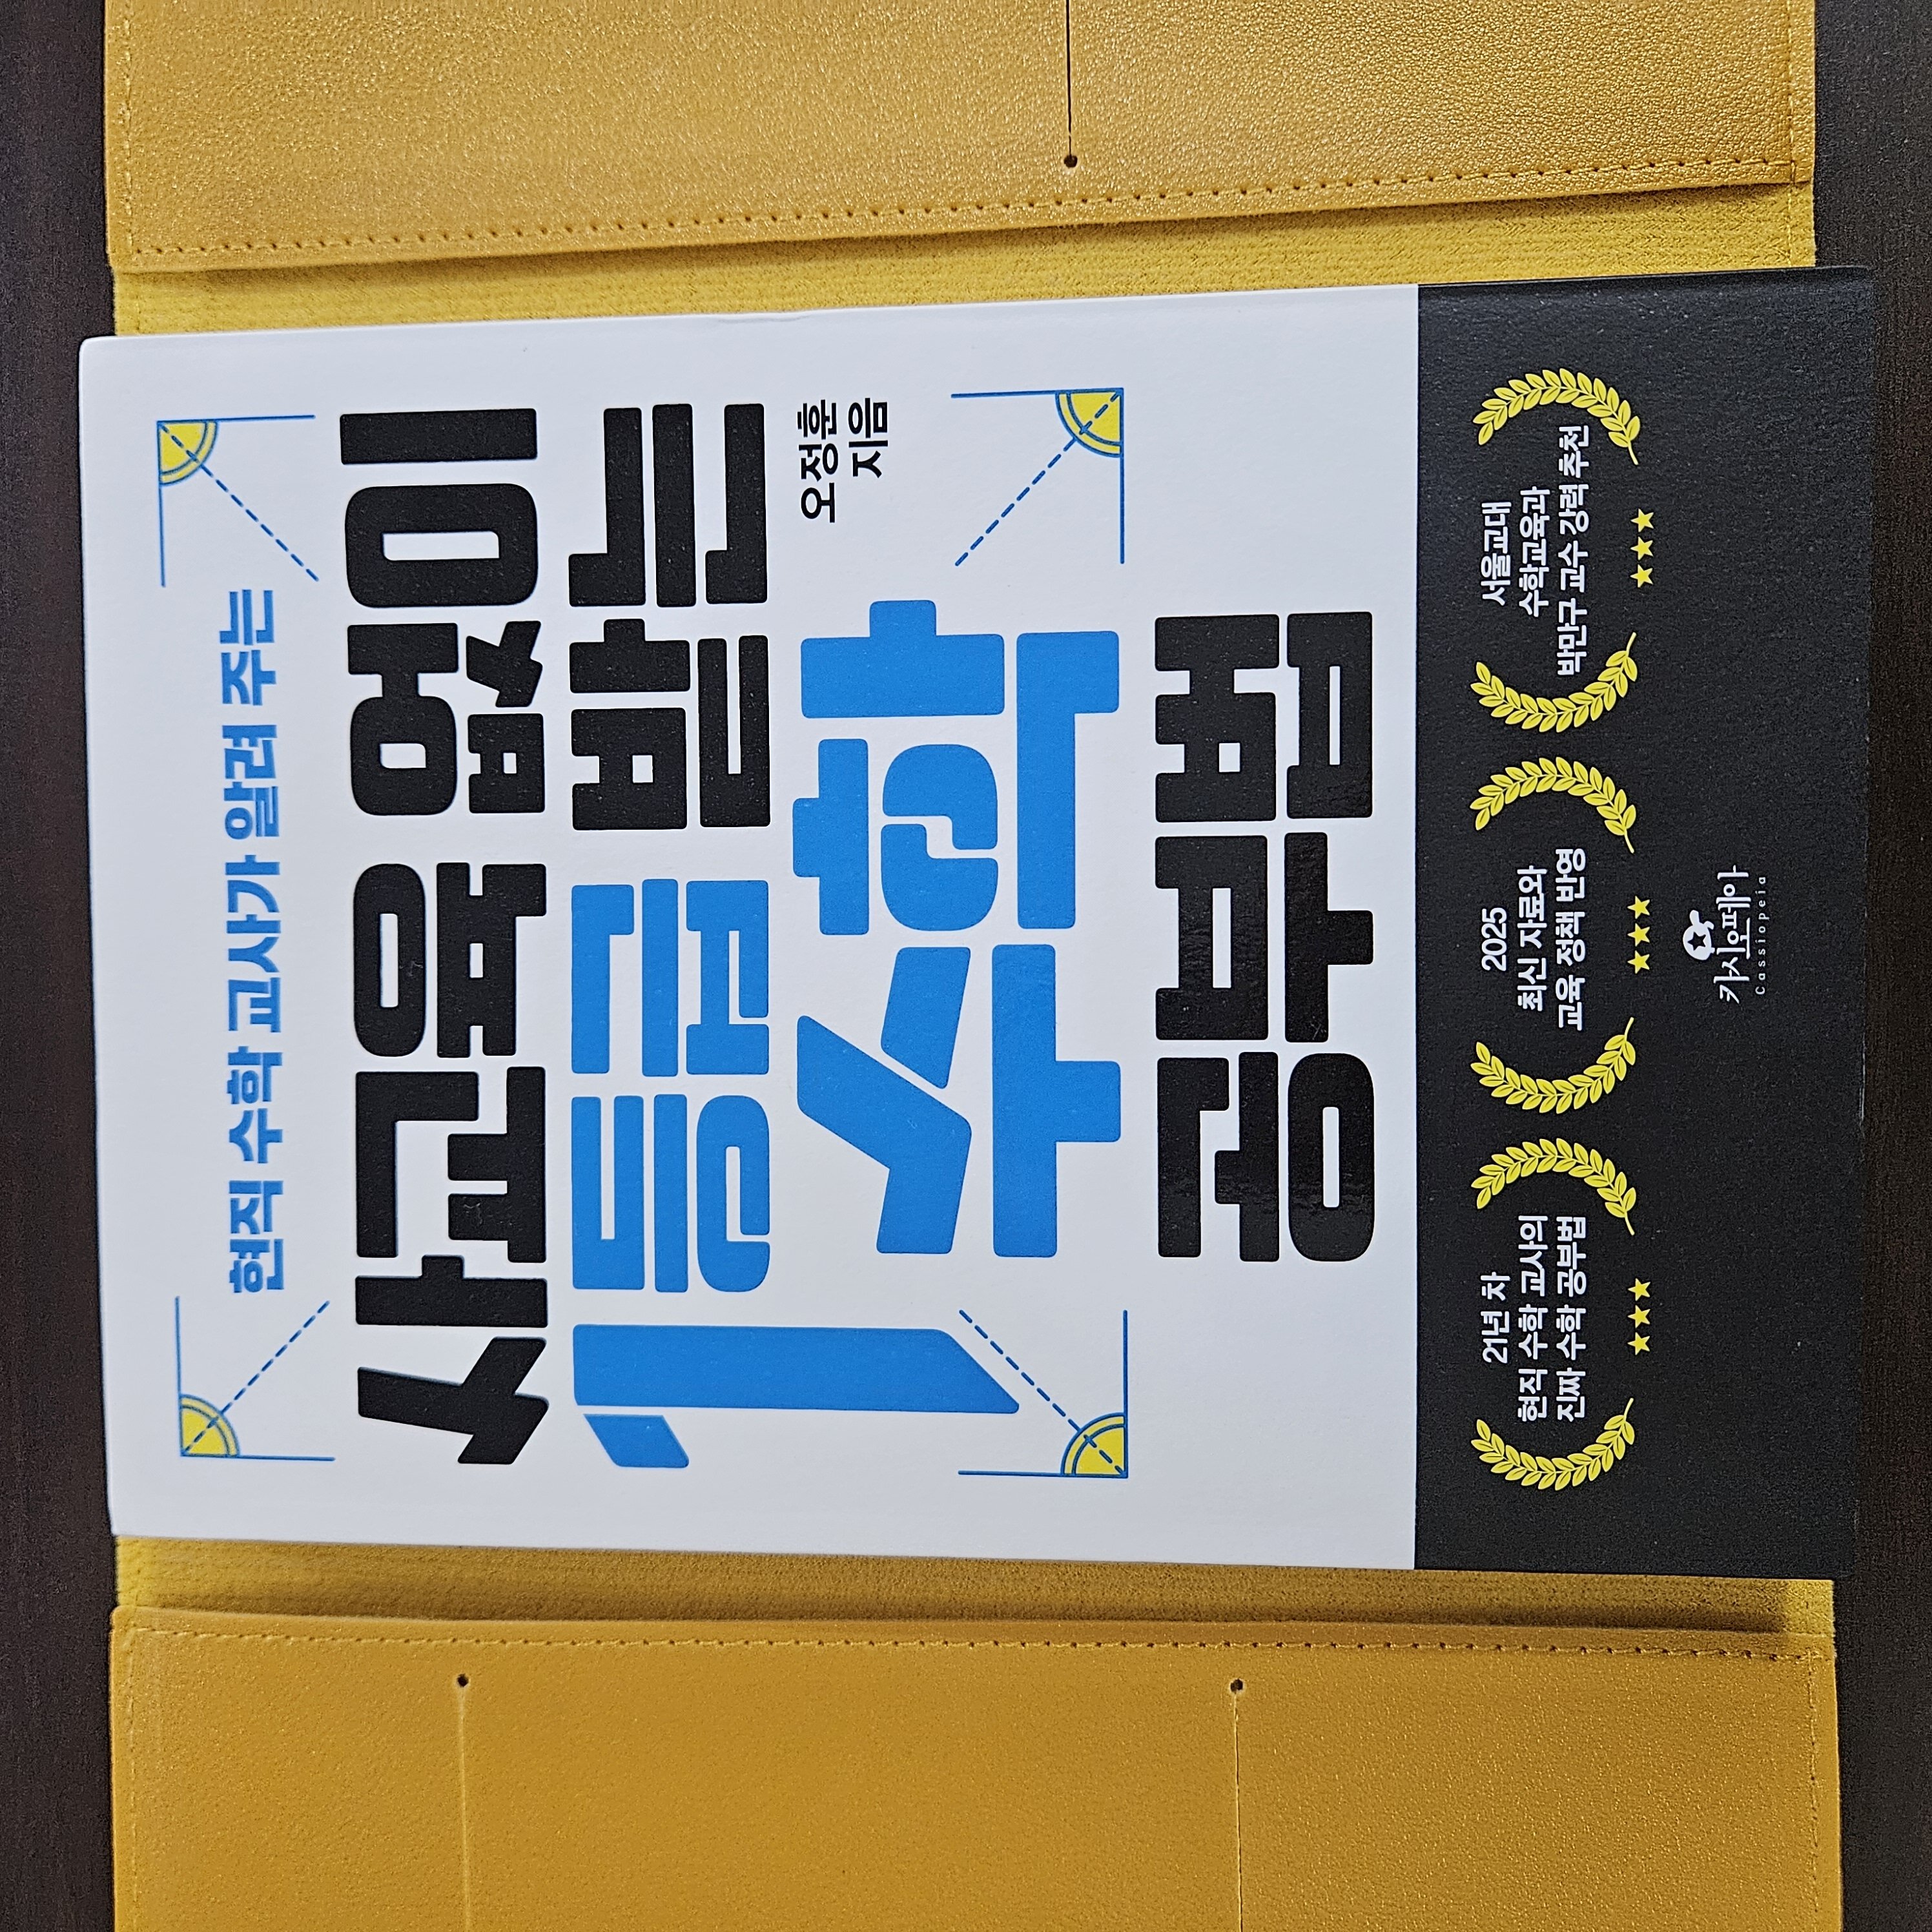 현직 수학 교사가 알려 주는
사교육 없이
1등급 받는
수학
공부법
오정훈
지음
21년 차
현직 수학 교사의
진짜 수학 공부법
2025
최신 자료와
교육 정책 반영
서울교대
수학교육과
박만구 교수 강력 추천
카시오페아
Cassiopeia